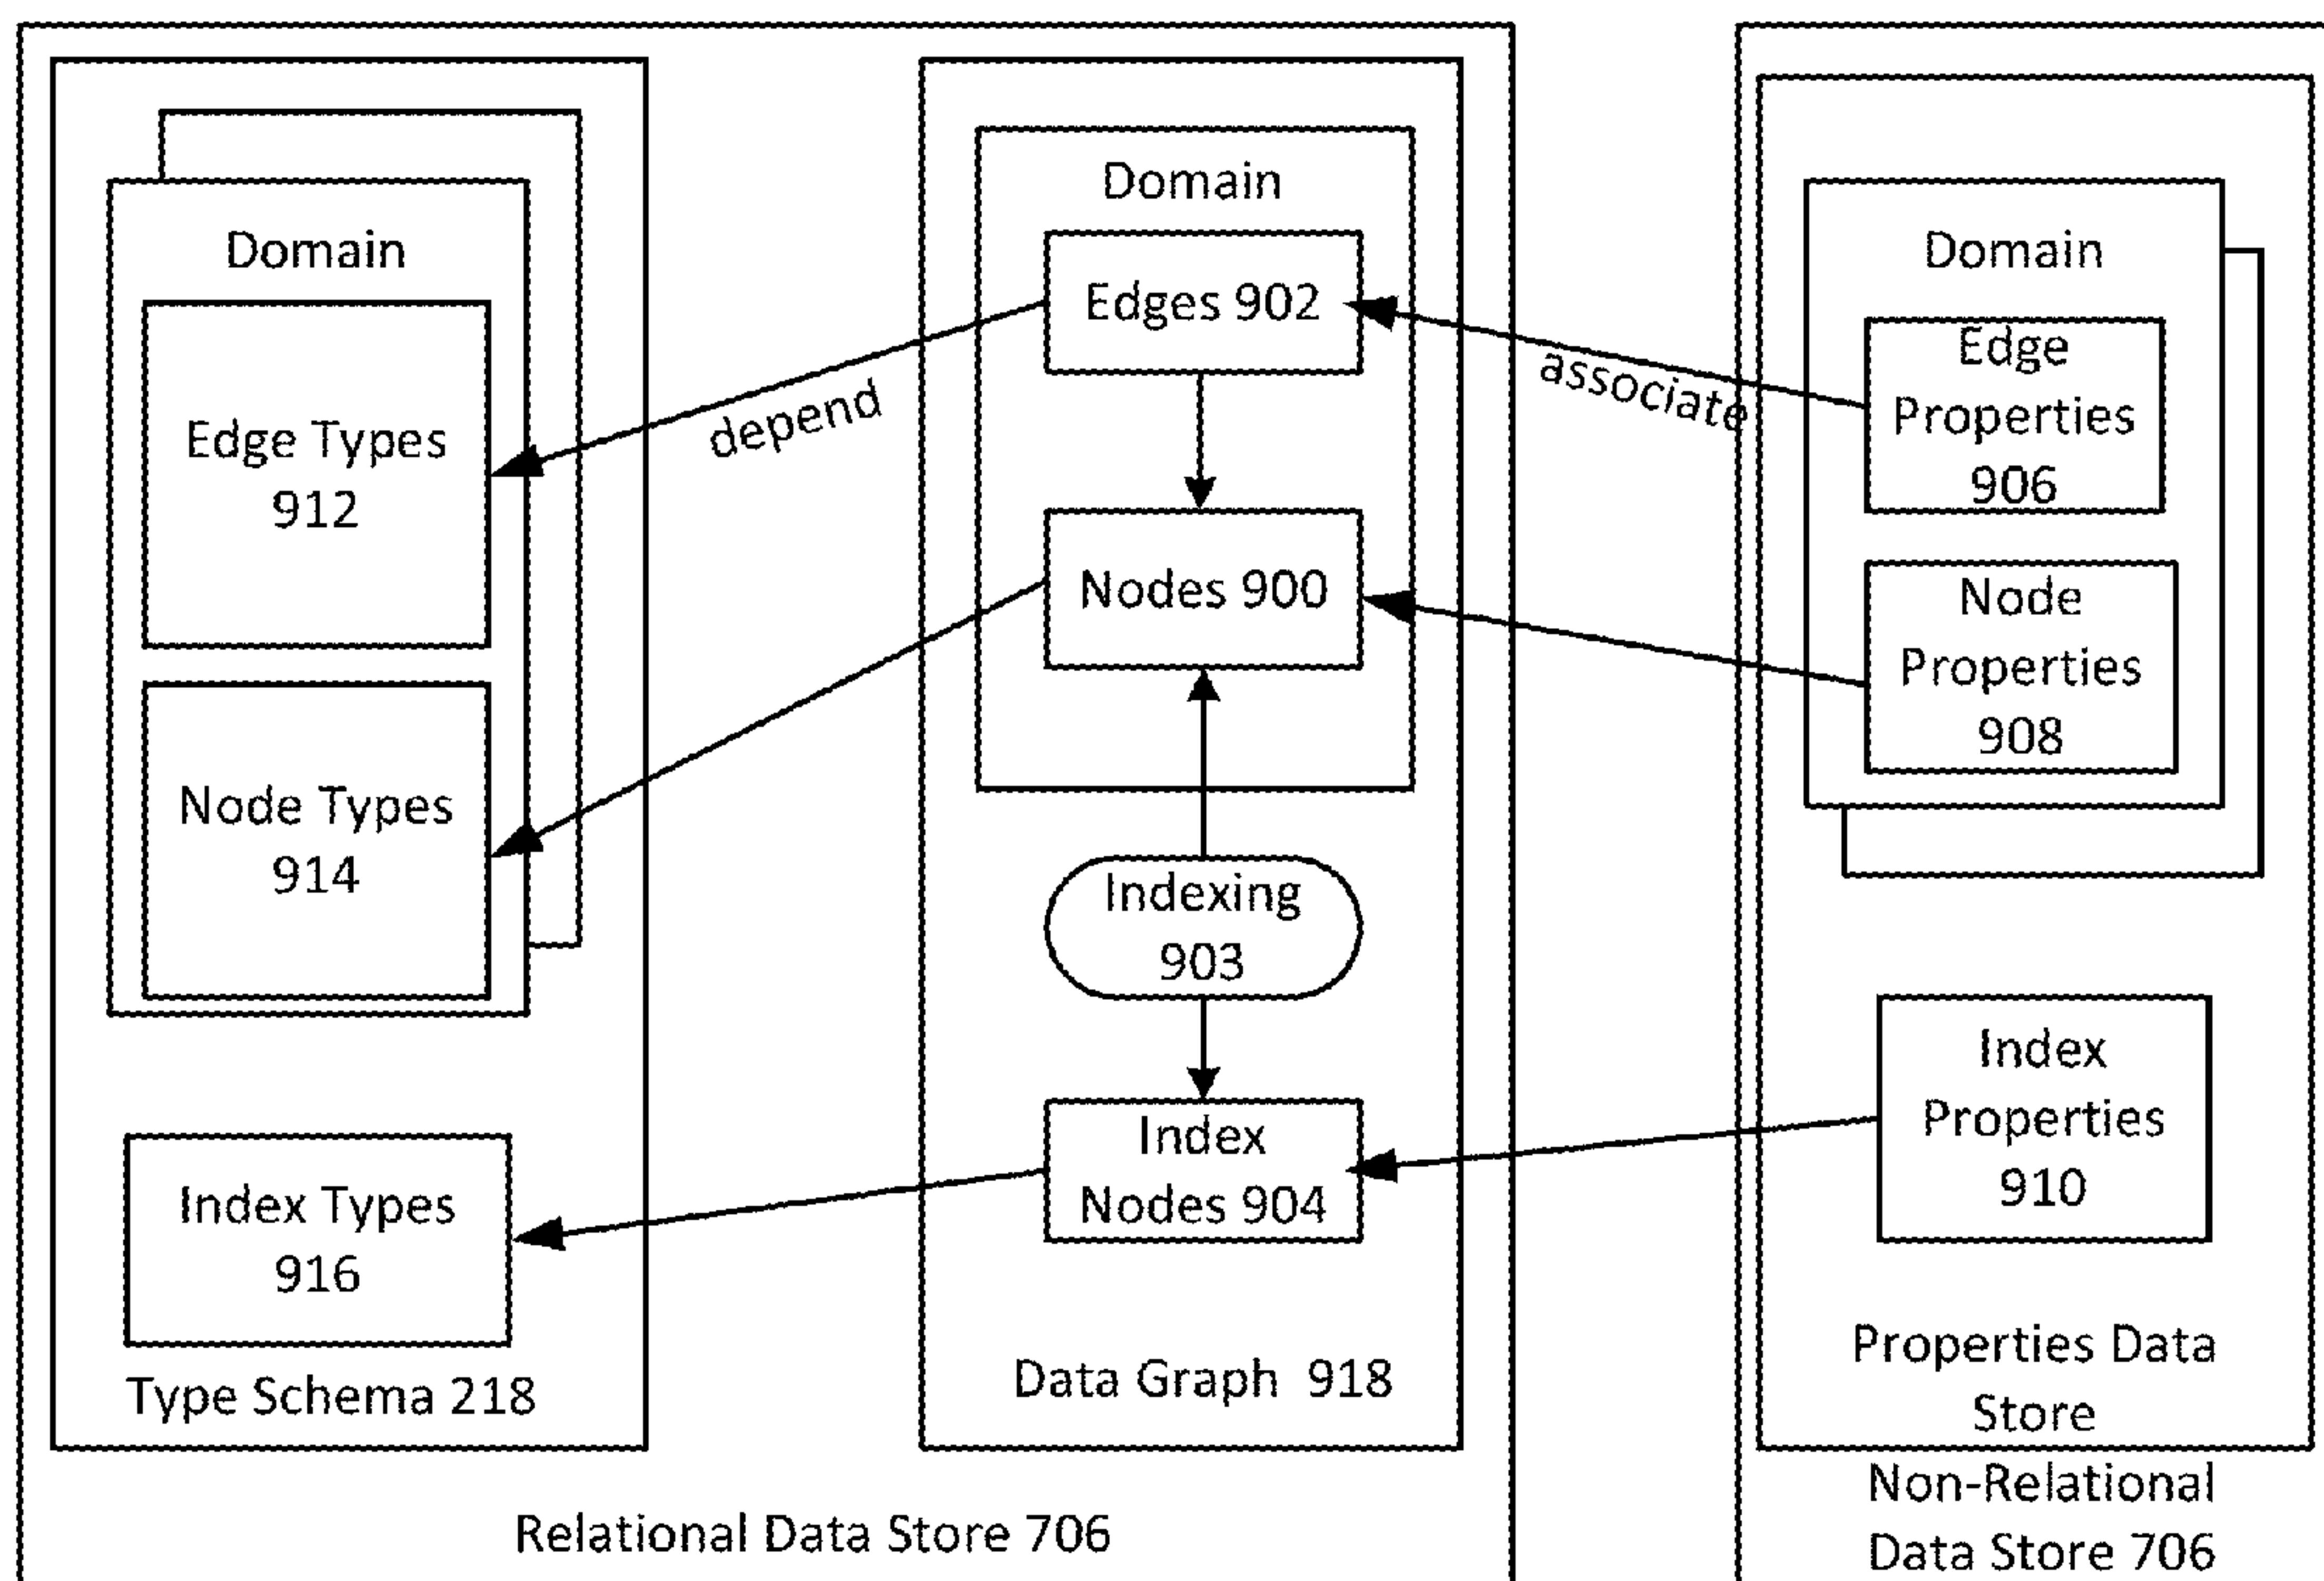 Domain
Edge Types
912
Node Types
914
Index Types
916
Type Schema 218
depend
Domain
Edges 902
Nodes 900
Indexing
903
Index
Nodes 904
Data Graph 918
Relational Data Store 706
associate
Domain
Edge
Properties
906
Node
Properties
908
Index
Properties
910
Properties Data
Store
Non-Relational
Data Store 706